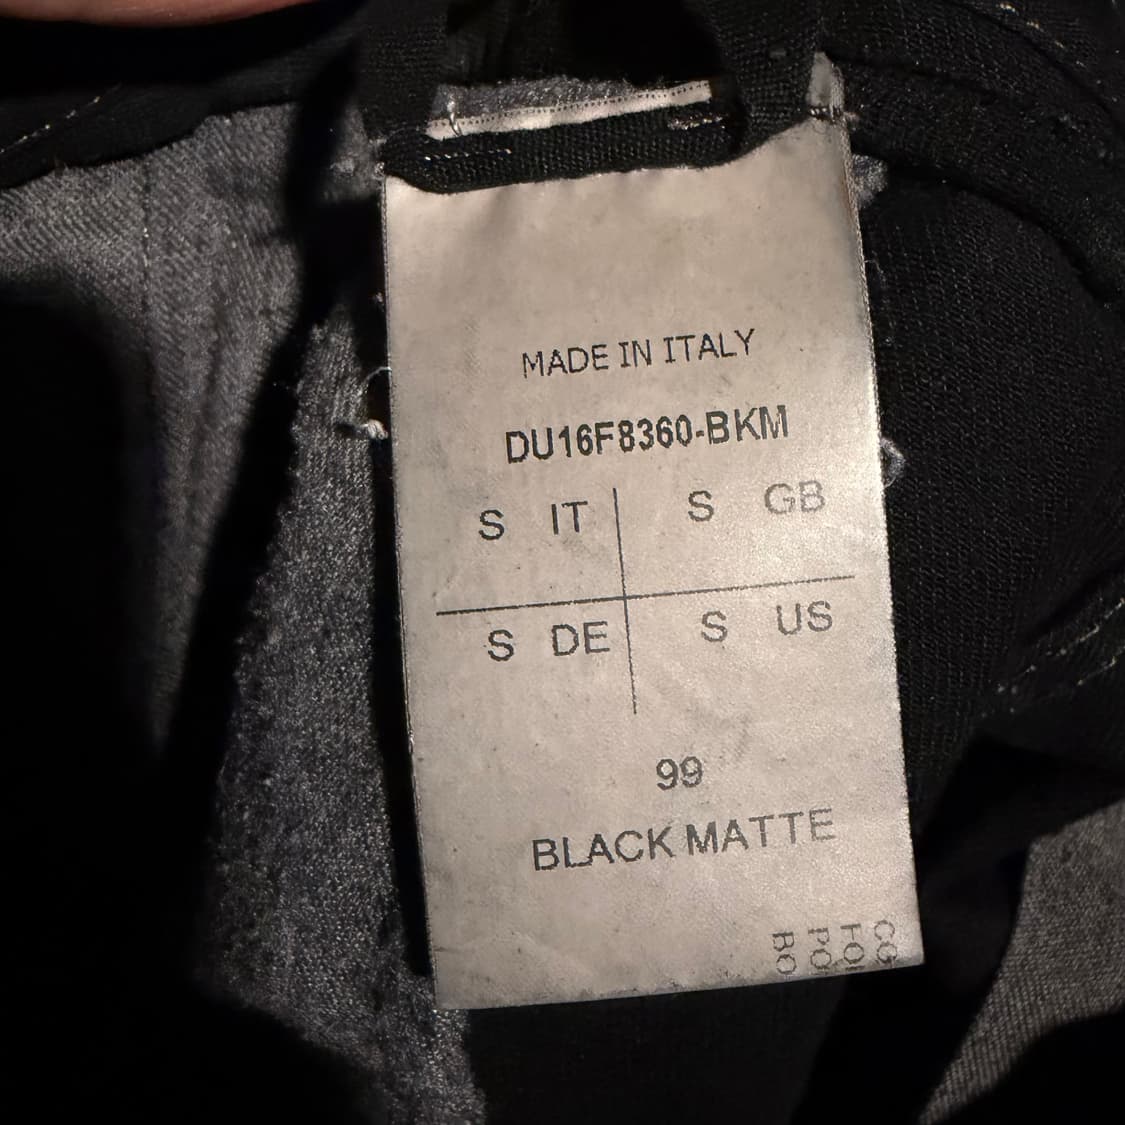 MADE IN ITALY
DU16F8360-BKM
S IT S GB
S DE S US
99
BLACK MATTE